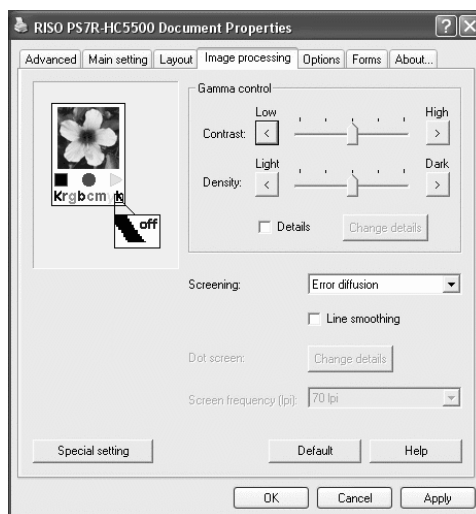 RISO PS7R-HC5500 Document Properties
Advanced Main setting Layout Image processing Options Forms About...
Gamma control
Low High
Contrast: < >
Light Dark
Density: < >
Details Change details
Krgbcmyk
off
Screening: Error diffusion
Line smoothing
Dot screen: Change details
Screen frequency (lpi): 70 lpi
Special setting Default Help
OK Cancel Apply